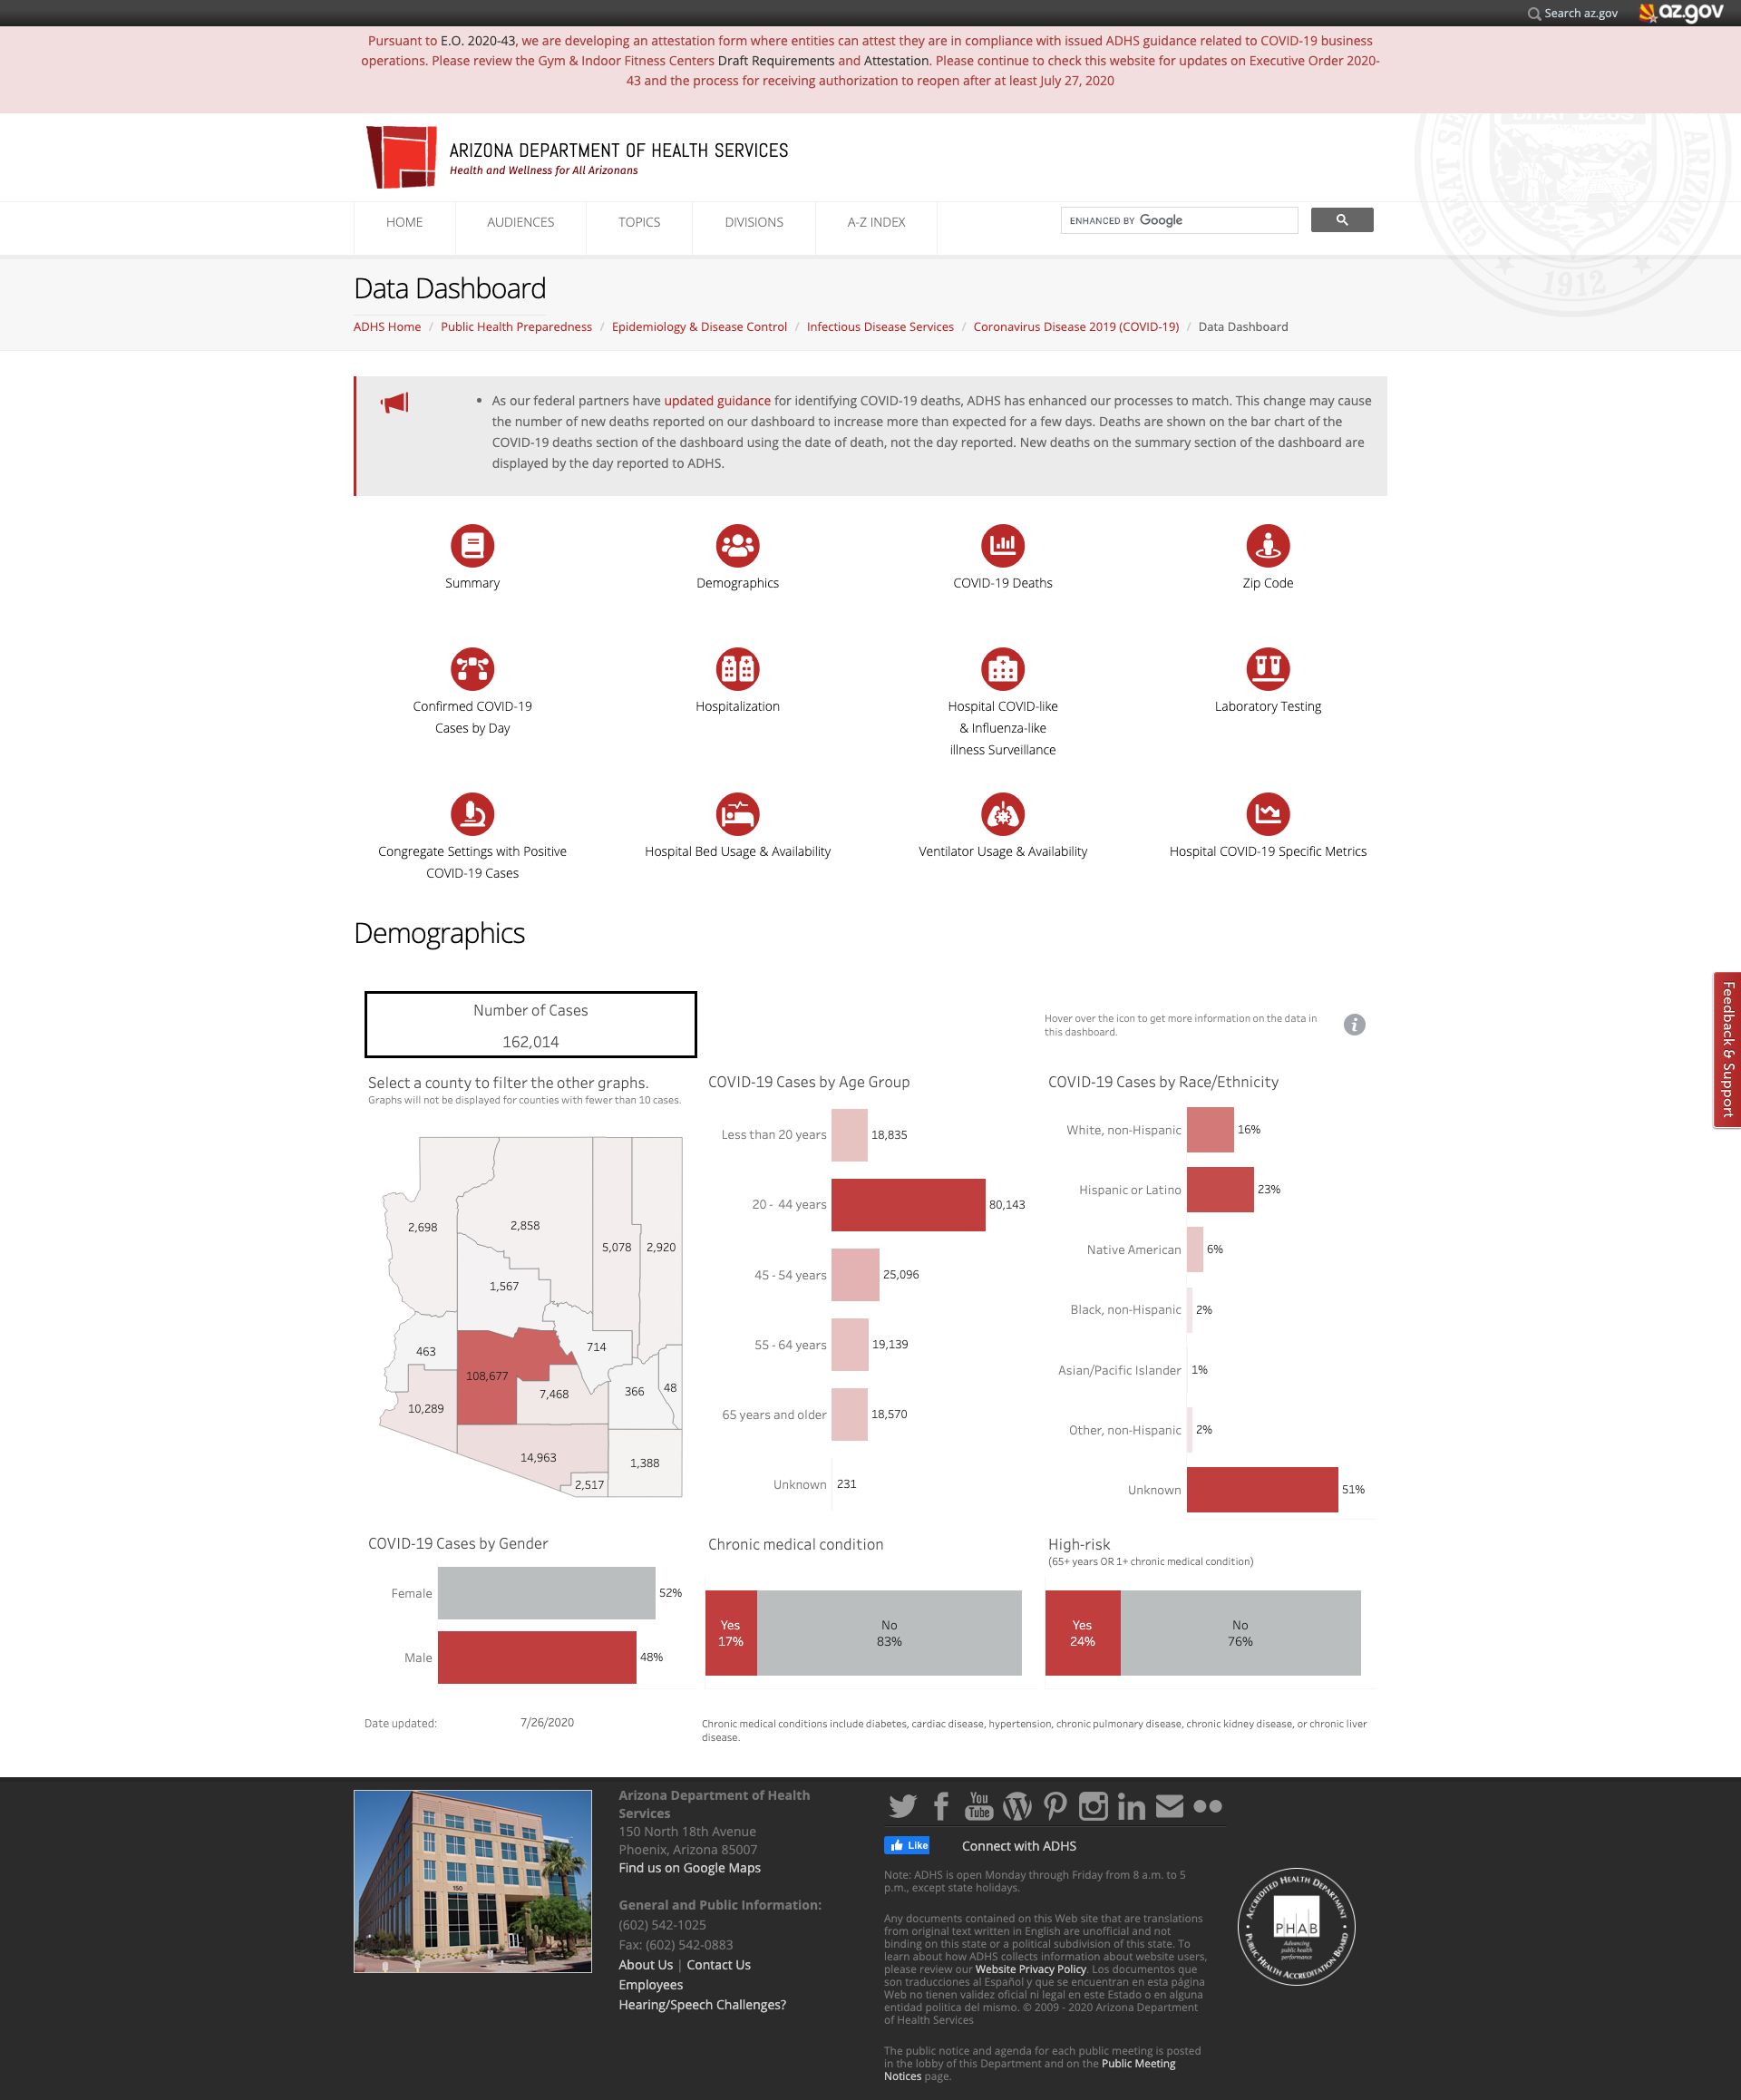 Search az.gov
az.gov
Pursuant to E.O. 2020-43, we are developing an attestation form where entities can attest they are in compliance with issued ADHS guidance related to COVID-19 business
operations. Please review the Gym & Indoor Fitness Centers Draft Requirements and Attestation. Please continue to check this website for updates on Executive Order 2020-
43 and the process for receiving authorization to reopen after at least July 27, 2020
DITAT DEUS
GREAT SE
ARIZONA
1912
ARIZONA DEPARTMENT OF HEALTH SERVICES
Health and Wellness for All Arizonans
HOME
AUDIENCES
TOPICS
DIVISIONS
A-Z INDEX
ENHANCED BY Google
Data Dashboard
ADHS Home / Public Health Preparedness / Epidemiology & Disease Control / Infectious Disease Services / Coronavirus Disease 2019 (COVID-19) / Data Dashboard
• As our federal partners have updated guidance for identifying COVID-19 deaths, ADHS has enhanced our processes to match. This change may cause
the number of new deaths reported on our dashboard to increase more than expected for a few days. Deaths are shown on the bar chart of the
COVID-19 deaths section of the dashboard using the date of death, not the day reported. New deaths on the summary section of the dashboard are
displayed by the day reported to ADHS.
Summary
Demographics
COVID-19 Deaths
Zip Code
Confirmed COVID-19
Cases by Day
Hospitalization
Hospital COVID-like
& Influenza-like
illness Surveillance
Laboratory Testing
Congregate Settings with Positive
COVID-19 Cases
Hospital Bed Usage & Availability
Ventilator Usage & Availability
Hospital COVID-19 Specific Metrics
Demographics
Feedback & Support
Number of Cases
162,014
Hover over the icon to get more information on the data in
this dashboard.
i
Select a county to filter the other graphs.
Graphs will not be displayed for counties with fewer than 10 cases.
2,698
2,858
5,078
2,920
1,567
463
714
108,677
7,468
366
48
10,289
14,963
1,388
2,517
COVID-19 Cases by Age Group
Less than 20 years 18,835
20 - 44 years 80,143
45 - 54 years 25,096
55 - 64 years 19,139
65 years and older 18,570
Unknown 231
COVID-19 Cases by Race/Ethnicity
White, non-Hispanic 16%
Hispanic or Latino 23%
Native American 6%
Black, non-Hispanic 2%
Asian/Pacific Islander 1%
Other, non-Hispanic 2%
Unknown 51%
COVID-19 Cases by Gender
Female 52%
Male 48%
Chronic medical condition
Yes
17%
No
83%
High-risk
(65+ years OR 1+ chronic medical condition)
Yes
24%
No
76%
Date updated: 7/26/2020
Chronic medical conditions include diabetes, cardiac disease, hypertension, chronic pulmonary disease, chronic kidney disease, or chronic liver
disease.
150
Arizona Department of Health
Services
150 North 18th Avenue
Phoenix, Arizona 85007
Find us on Google Maps
General and Public Information:
(602) 542-1025
Fax: (602) 542-0883
About Us | Contact Us
Employees
Hearing/Speech Challenges?
You
Tube
Like
Connect with ADHS
Note: ADHS is open Monday through Friday from 8 a.m. to 5
p.m., except state holidays.
Any documents contained on this Web site that are translations
from original text written in English are unofficial and not
binding on this state or a political subdivision of this state. To
learn about how ADHS collects information about website users,
please review our Website Privacy Policy. Los documentos que
son traducciones al Español y que se encuentran en esta página
Web no tienen validez oficial ni legal en este Estado o en alguna
entidad politica del mismo. © 2009 - 2020 Arizona Department
of Health Services
The public notice and agenda for each public meeting is posted
in the lobby of this Department and on the Public Meeting
Notices page.
ACCREDITED HEALTH DEPARTMENT
PHAB
Advancing
public health
performance
PUBLIC HEALTH ACCREDITATION BOARD